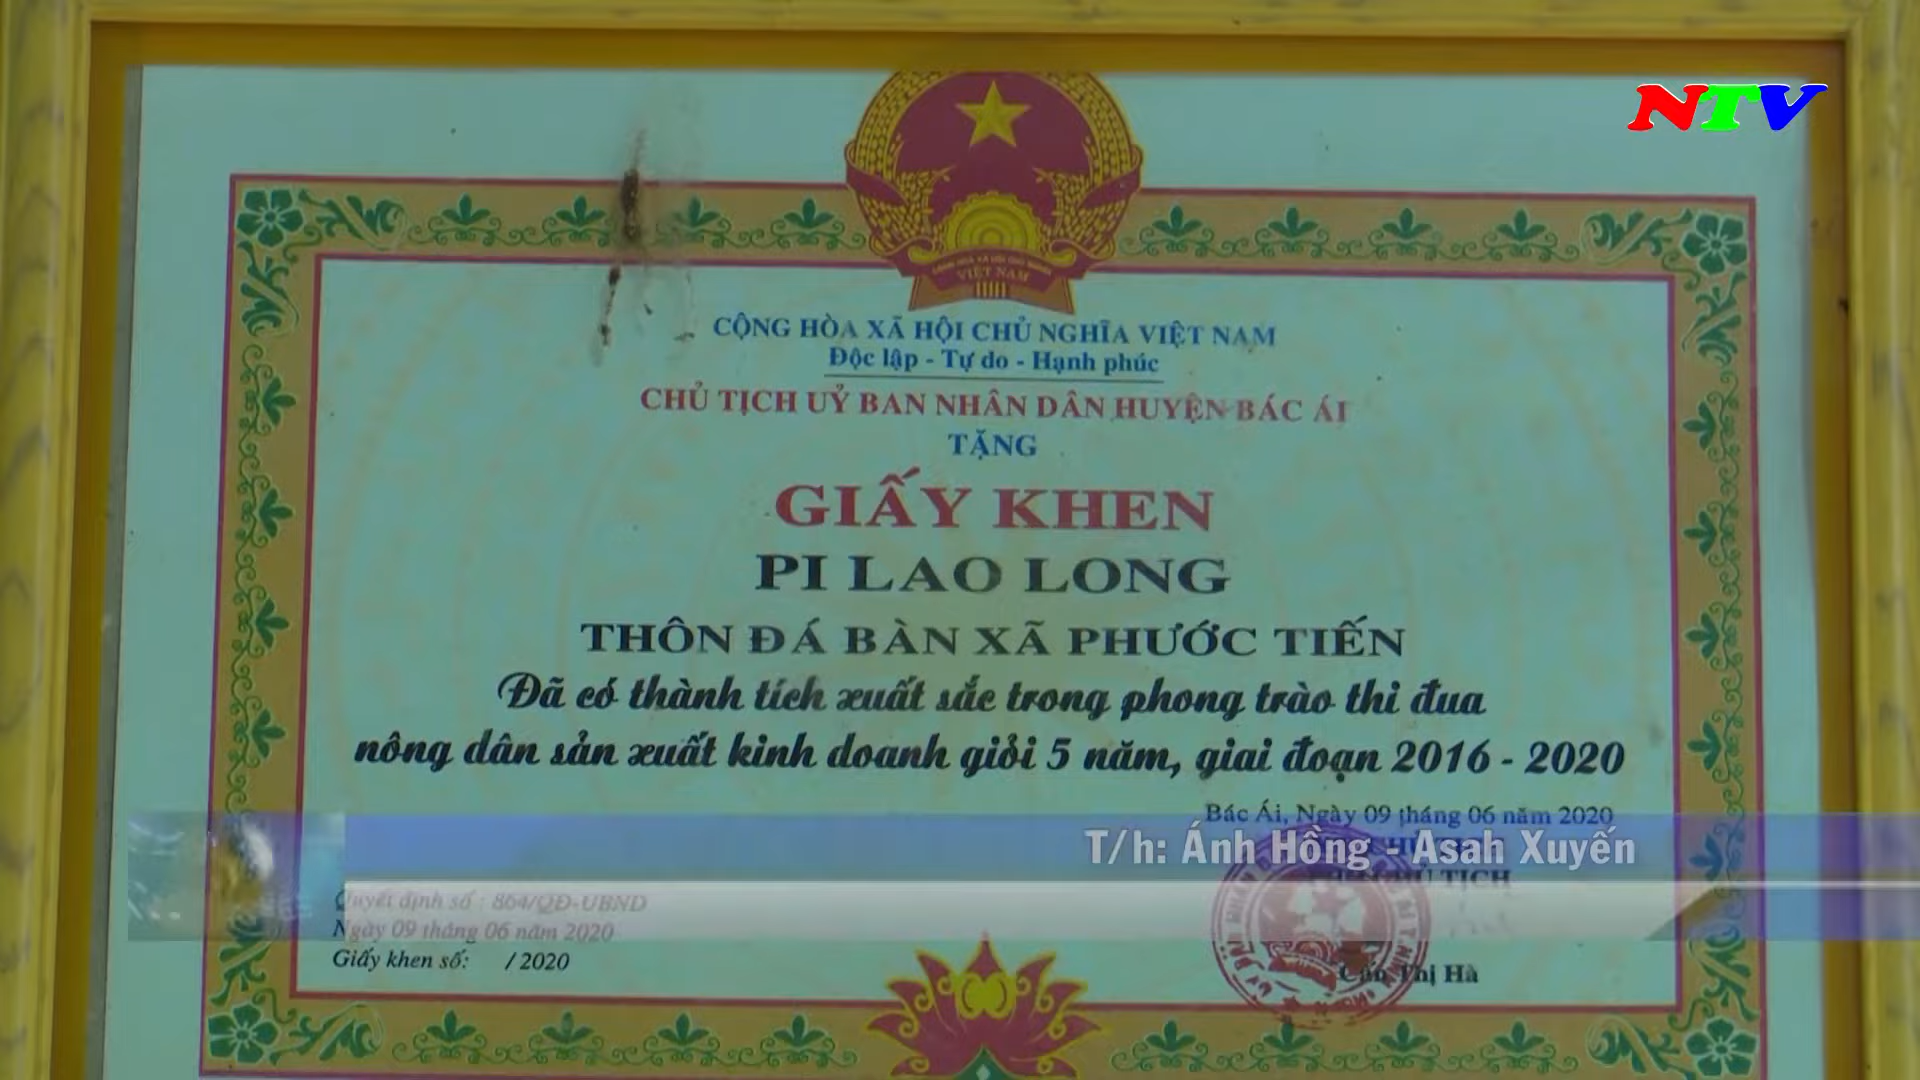 NTV
VIỆT NAM
CỘNG HÒA XÃ HỘI CHỦ NGHĨA VIỆT NAM
Độc lập - Tự do - Hạnh phúc
CHỦ TỊCH UỶ BAN NHÂN DÂN HUYỆN BÁC ÁI
TẶNG
GIẤY KHEN
PI LAO LONG
THÔN ĐÁ BÀN XÃ PHƯỚC TIẾN
Đã có thành tích xuất sắc trong phong trào thi đua
nông dân sản xuất kinh doanh giỏi 5 năm, giai đoạn 2016 - 2020
Bác Ái, Ngày 09 tháng 06 năm 2020
T/h: Ánh Hồng - Asah Xuyến
CHỦ TỊCH
Quyết định số : 864/QĐ-UBND
Ngày 09 tháng 06 năm 2020
Giấy khen số: / 2020
Thị Hà